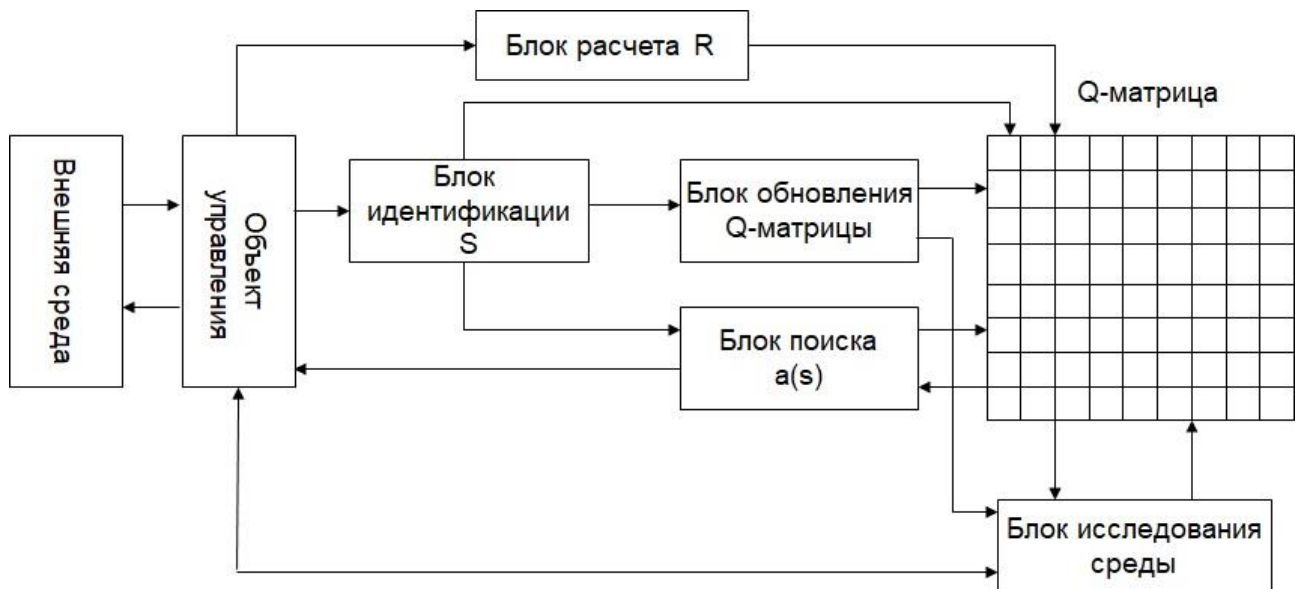 Блок расчета R
Q-матрица
Внешняя среда
Объект
управления
Блок
идентификации
S
Блок обновления
Q-матрицы
Блок поиска
a(s)
Блок исследования
среды